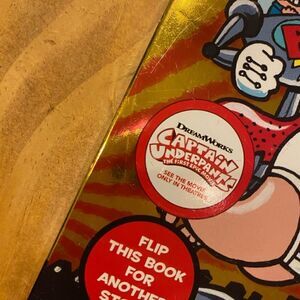 DREAMWORKS
CAPTAIN
UNDERPANTS
THE FIRST EPIC MOVIE
SEE THE MOVIE
ONLY IN THEATRES
FLIP
THIS BOOK
FOR
ANOTHER